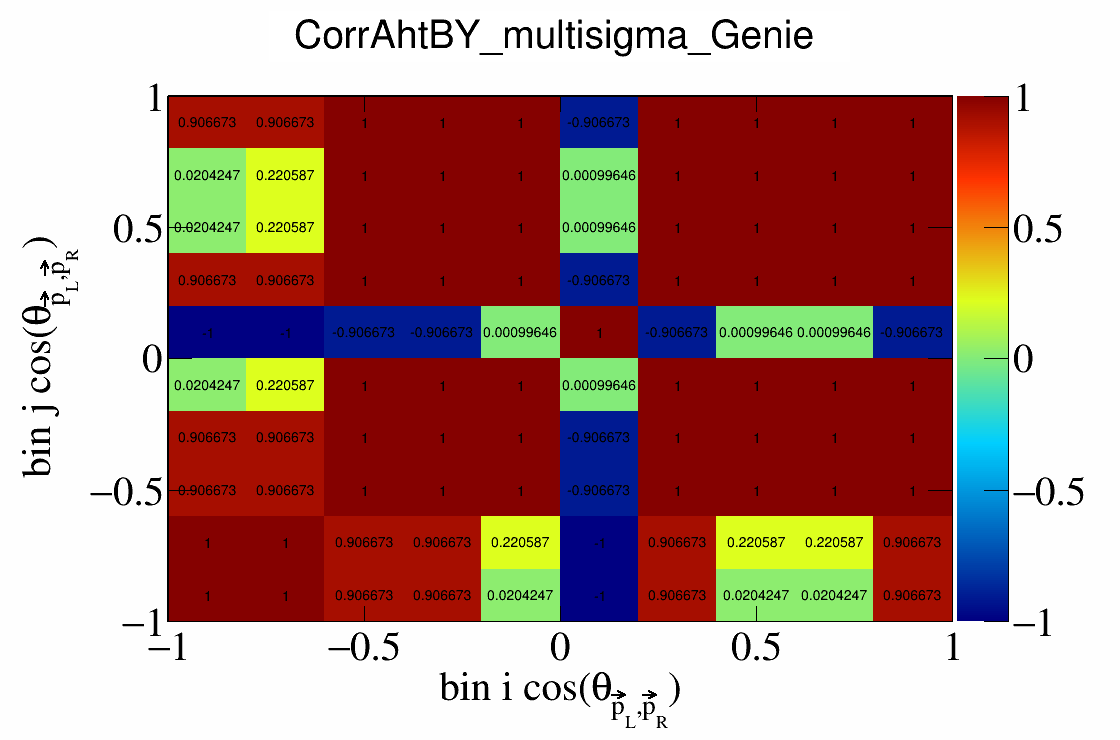 CorrAhtBY_multisigma_Genie
1
0.906673 0.906673 1 1 1 -0.906673 1 1 1 1
1
0.0204247 0.220587 1 1 1 0.00099646 1 1 1 1
0.5
0.0204247 0.220587 1 1 1 0.00099646 1 1 1 1
0.5
0.906673 0.906673 1 1 1 -0.906673 1 1 1 1
-1 -1 -0.906673 -0.906673 0.00099646 1 -0.906673 0.00099646 0.00099646 -0.906673
0
0
0.0204247 0.220587 1 1 1 0.00099646 1 1 1 1
0.906673 0.906673 1 1 1 -0.906673 1 1 1 1
−0.5
0.906673 0.906673 1 1 1 -0.906673 1 1 1 1
−0.5
1 1 0.906673 0.906673 0.220587 -1 0.906673 0.220587 0.220587 0.906673
1 1 0.906673 0.906673 0.0204247 -1 0.906673 0.0204247 0.0204247 0.906673
−1
−1
−1 −0.5 0 0.5 1
bin j cos(θp⃗L,p⃗R)
bin i cos(θp⃗L,p⃗R)